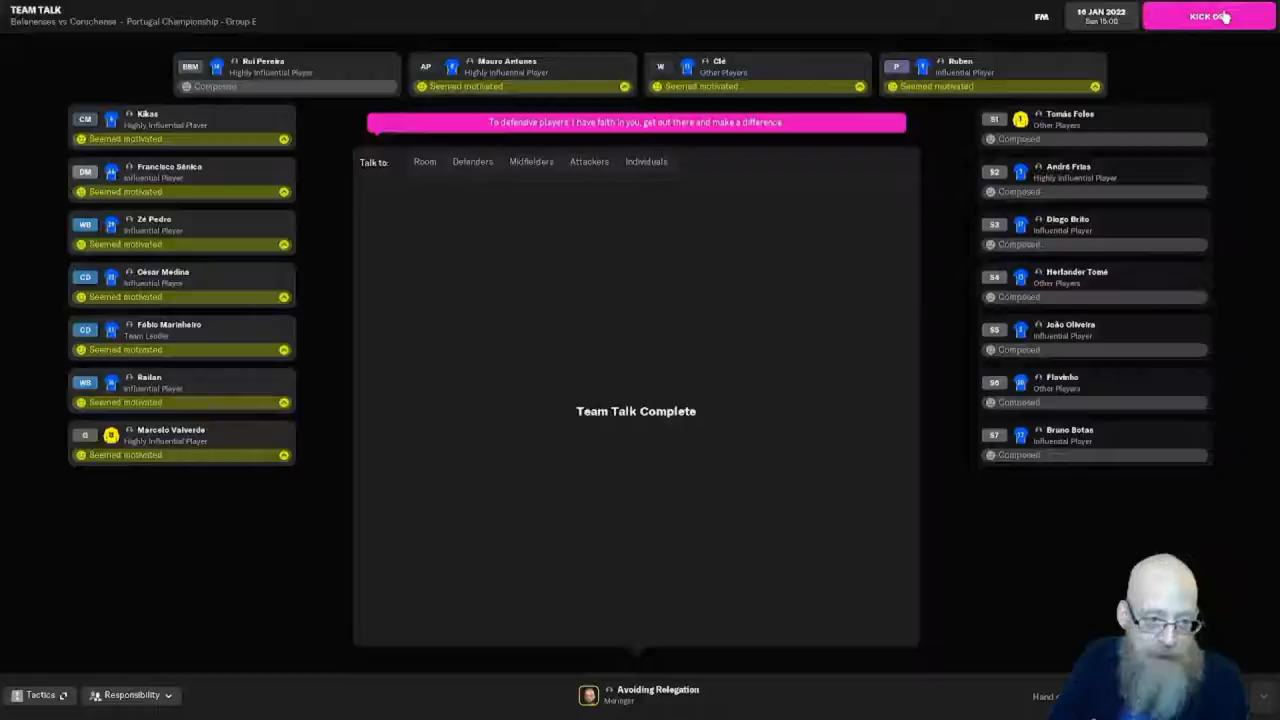 TEAM TALK
Belenenses vs Coruchense - Portugal Championship - Group E
FM
16 JAN 2022
Sun 15:00
KICK
BBM
Rui Pereira
Highly Influential Player
Composed
AP
Mauro Antunes
Highly Influential Player
Seemed motivated
W
Clé
Other Players
Seemed motivated
P
Ruben
Influential Player
Seemed motivated
CM
Kikas
Highly Influential Player
Seemed motivated
DM
Francisco Sénica
Influential Player
Seemed motivated
WB
Zé Pedro
Influential Player
Seemed motivated
CD
César Medina
Influential Player
Seemed motivated
CD
Fábio Marinheiro
Team Leader
Seemed motivated
WB
Railan
Influential Player
Seemed motivated
G
Marcelo Valverde
Highly Influential Player
Seemed motivated
To defensive players: I have faith in you, get out there and make a difference.
Talk to: Room Defenders Midfielders Attackers Individuals
Team Talk Complete
S1
Tomás Foles
Other Players
Composed
S2
André Frias
Highly Influential Player
Composed
S3
Diogo Brito
Influential Player
Composed
S4
Herlander Tomé
Other Players
Composed
S5
João Oliveira
Influential Player
Composed
S6
Flavinho
Other Players
Composed
S7
Bruno Botas
Influential Player
Composed
Tactics
Responsibility
Avoiding Relegation
Manager
Hand